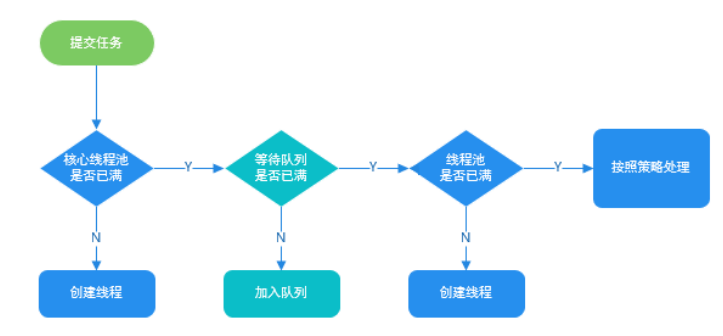 提交任务
核心线程池
是否已满
Y
等待队列
是否已满
Y
线程池
是否已满
Y
按照策略处理
N
N
N
创建线程
加入队列
创建线程